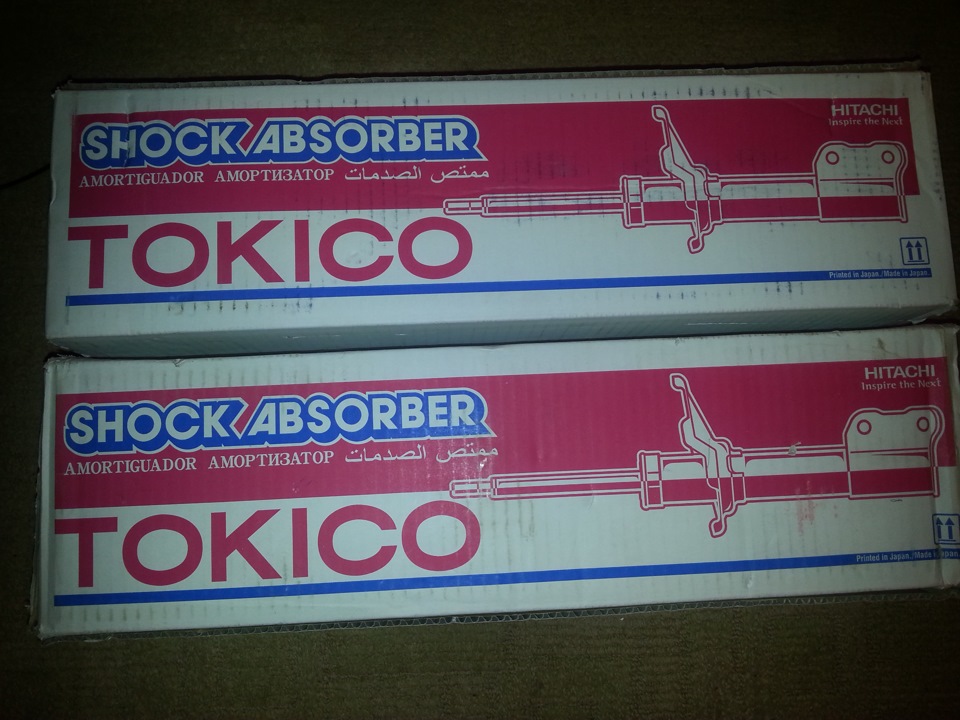 SHOCK ABSORBER
HITACHI
Inspire the Next
AMORTIGUADOR АМОРТИЗАТОР ممتص الصدمات
TOKICO
Printed in Japan./Made in Japan.
SHOCK ABSORBER
HITACHI
Inspire the Next
AMORTIGUADOR АМОРТИЗАТОР ممتص الصدمات
TOKICO
Printed in Japan./Made in Japan.